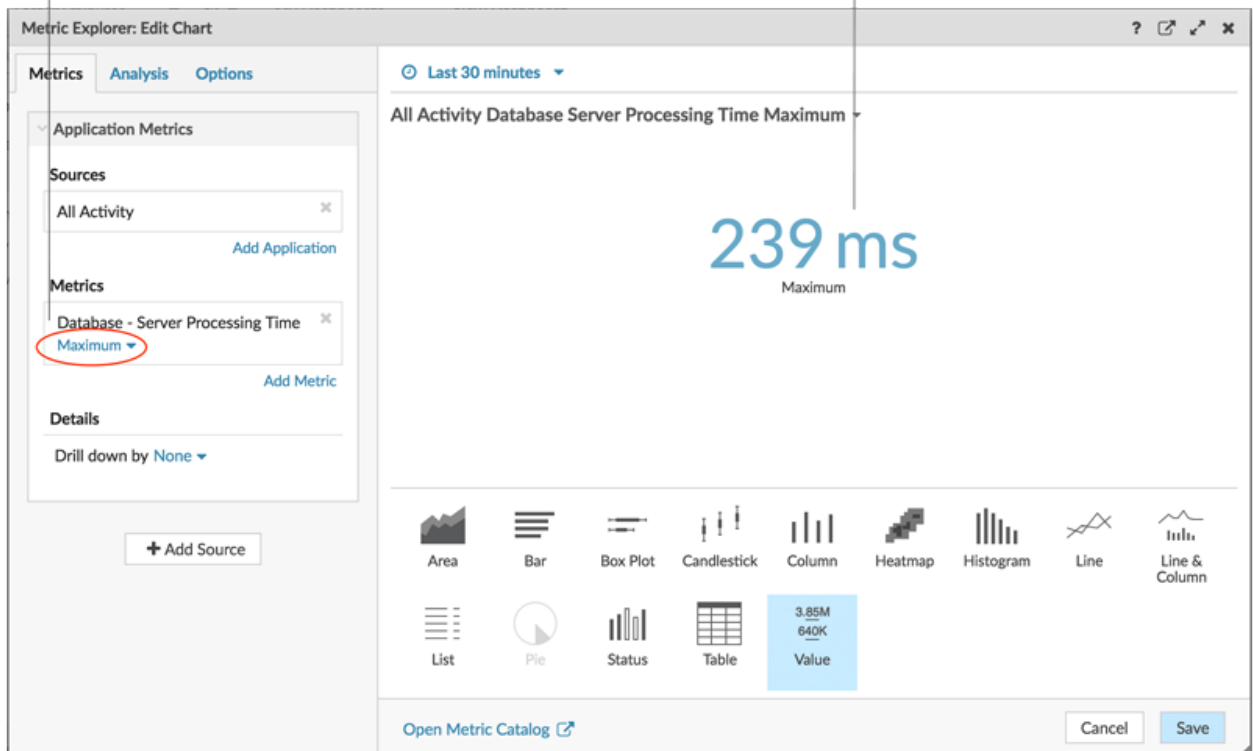 Metric Explorer: Edit Chart
?
Metrics Analysis Options
Application Metrics
Sources
All Activity
Add Application
Metrics
Database - Server Processing Time
Maximum
Add Metric
Details
Drill down by None
+ Add Source
Last 30 minutes
All Activity Database Server Processing Time Maximum
239 ms
Maximum
Area Bar Box Plot Candlestick Column Heatmap Histogram Line Line &
Column
3.85M
640K
List Pie Status Table Value
Open Metric Catalog
Cancel Save